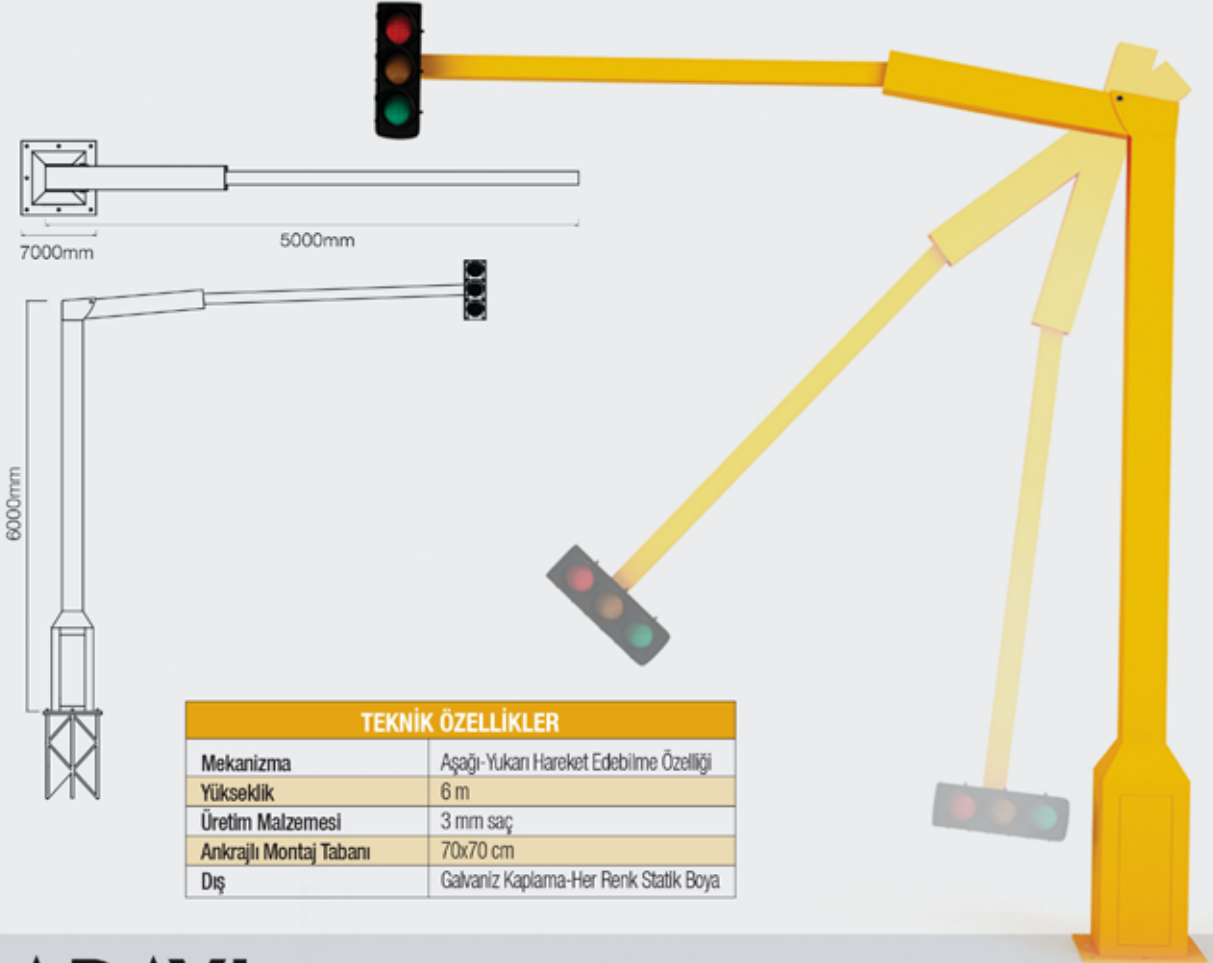 5000mm
7000mm
6000mm
TEKNİK ÖZELLİKLER
Mekanizma Aşağı-Yukarı Hareket Edebilme Özelliği
Yükseklik 6 m
Üretim Malzemesi 3 mm saç
Ankrajlı Montaj Tabanı 70x70 cm
Dış Galvaniz Kaplama-Her Renk Statik Boya